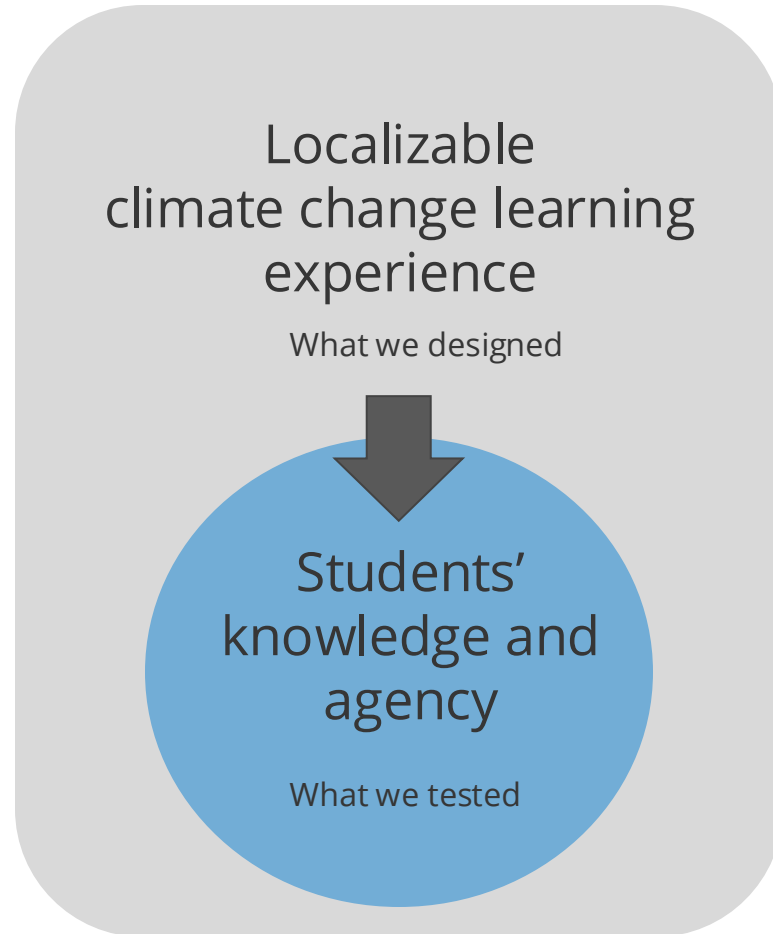 Localizable
climate change learning
experience
What we designed
Students’
knowledge and
agency
What we tested